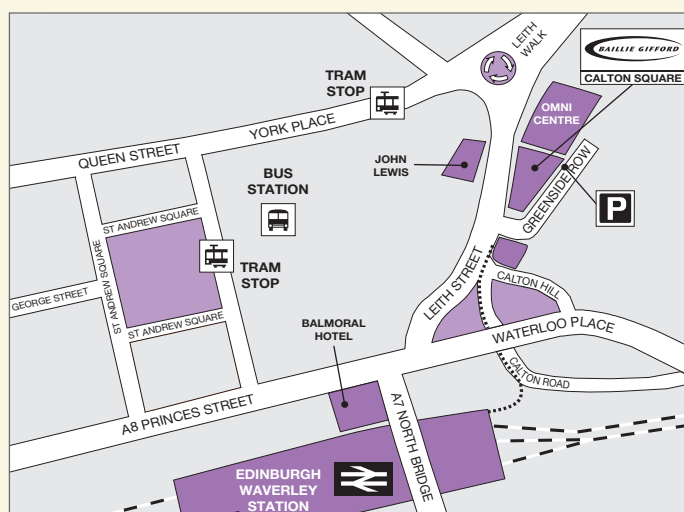 LEITH
WALK
BAILLIE GIFFORD
CALTON SQUARE
TRAM
STOP
OMNI
CENTRE
YORK PLACE
QUEEN STREET
JOHN
LEWIS
BUS
STATION
GREENSIDE ROW
P
ST ANDREW SQUARE
ST ANDREW SQUARE
TRAM
STOP
GEORGE STREET
LEITH STREET
CALTON HILL
ST ANDREW SQUARE
BALMORAL
HOTEL
WATERLOO PLACE
CALTON ROAD
A8 PRINCES STREET
A7 NORTH BRIDGE
EDINBURGH
WAVERLEY
STATION